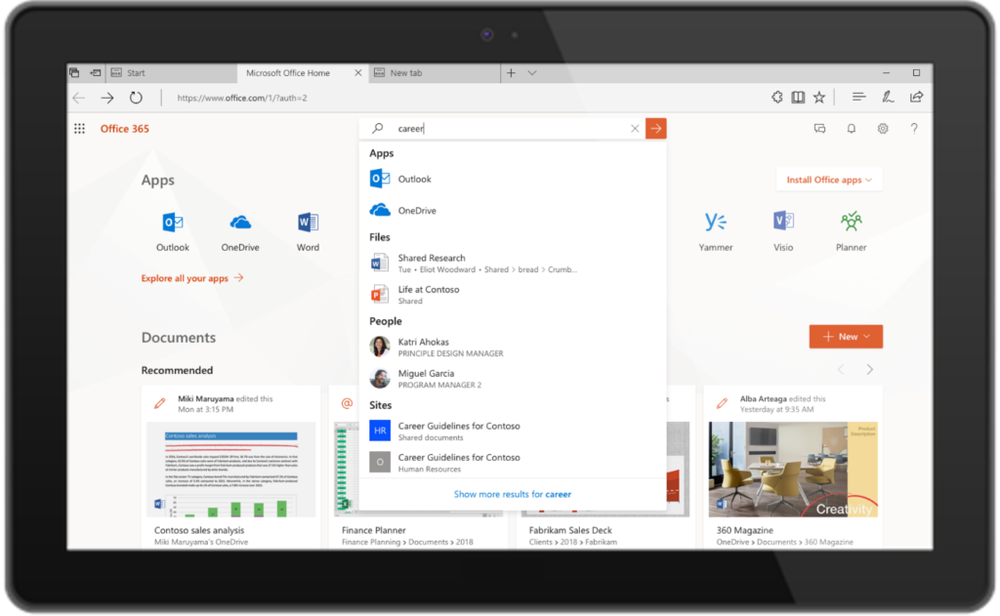 Start
Microsoft Office Home
New tab
https://www.office.com/1/?auth=2
Office 365
career
Apps
Outlook
OneDrive
Files
Shared Research
Tue • Eliot Woodward • Shared > bread > Crumb...
Life at Contoso
Shared
People
Katri Ahokas
PRINCIPLE DESIGN MANAGER
Miguel Garcia
PROGRAM MANAGER 2
Sites
HR
Career Guidelines for Contoso
Shared documents
O
Career Guidelines for Contoso
Human Resources
Show more results for career
Apps
Install Office apps
Outlook
OneDrive
Word
Yammer
Visio
Planner
Explore all your apps
Documents
+ New
Recommended
Miki Maruyama edited this
Mon at 3:15 PM
Contoso sales analysis
Contoso sales analysis
Miki Maruyama's OneDrive
Finance Planner
Finance Planning > Documents > 2018
Fabrikam Sales Deck
Clients > 2018 > Fabrikam
Alba Arteaga edited this
Yesterday at 9:35 AM
Product
Description
Creativity
360 Magazine
OneDrive > Documents > 360 Magazine